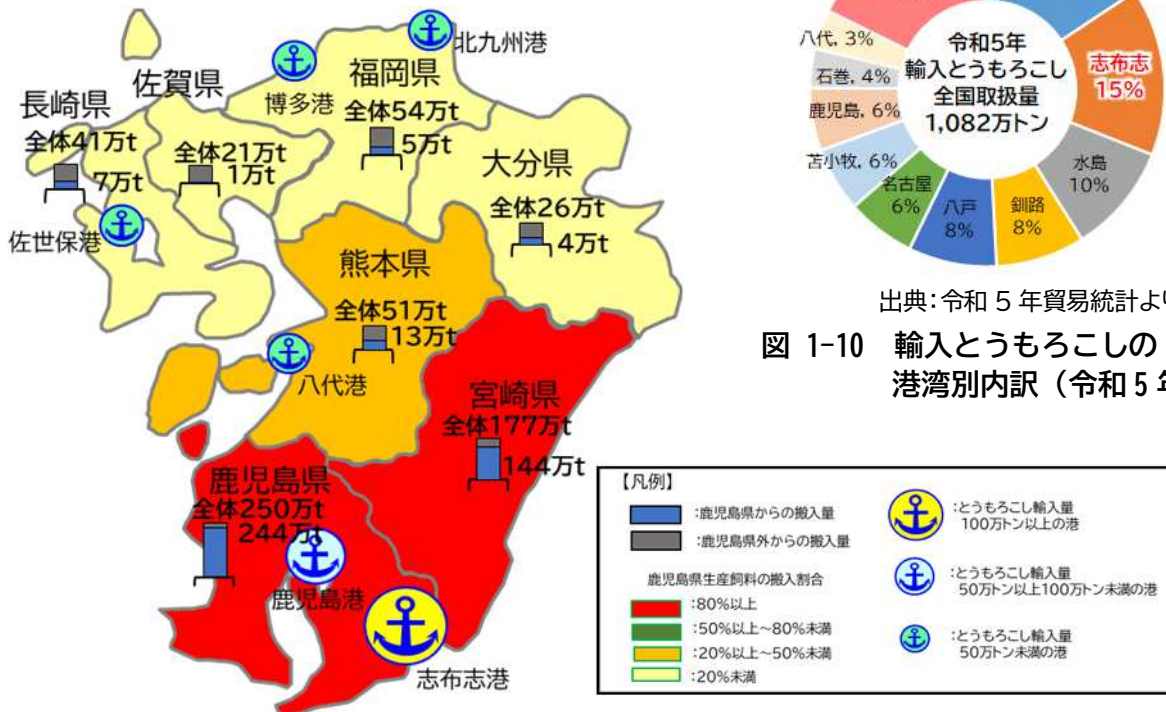 北九州港
博多港
佐賀県
福岡県
長崎県
全体54万t
5万t
全体41万t
7万t
全体21万t
1万t
大分県
全体26万t
4万t
佐世保港
熊本県
全体51万t
13万t
八代港
宮崎県
全体177万t
144万t
鹿児島県
全体250万t
244万t
鹿児島港
志布志港
八代, 3%
石巻, 4%
鹿児島, 6%
苫小牧, 6%
名古屋
6%
八戸
8%
釧路
8%
水島
10%
志布志
15%
令和5年
輸入とうもろこし
全国取扱量
1,082万トン
出典：令和 5 年貿易統計よ
図 1-10 輸入とうもろこしの
港湾別内訳（令和5年
【凡例】
:鹿児島県からの搬入量
:鹿児島県外からの搬入量
鹿児島県生産飼料の搬入割合
:80%以上
:50%以上～80%未満
:20%以上～50%未満
:20%未満
:とうもろこし輸入量
100万トン以上の港
:とうもろこし輸入量
50万トン以上100万トン未満の港
:とうもろこし輸入量
50万トン未満の港